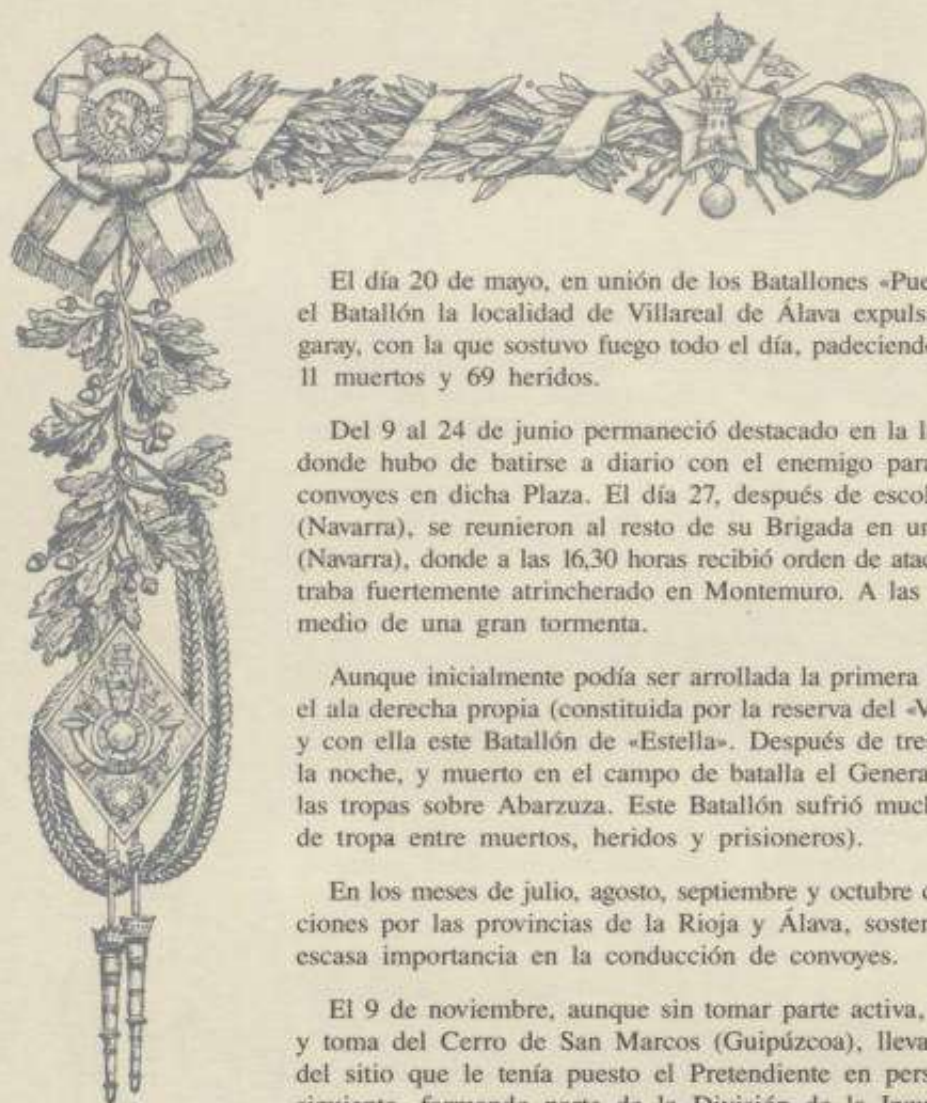 El día 20 de mayo, en unión de los Batallones «Pue
el Batallón la localidad de Villareal de Álava expuls
garay, con la que sostuvo fuego todo el día, padeciend
11 muertos y 69 heridos.
Del 9 al 24 de junio permaneció destacado en la l
donde hubo de batirse a diario con el enemigo para
convoyes en dicha Plaza. El día 27, después de escol
(Navarra), se reunieron al resto de su Brigada en un
(Navarra), donde a las 16,30 horas recibió orden de atac
traba fuertemente atrincherado en Montemuro. A las
medio de una gran tormenta.
Aunque inicialmente podía ser arrollada la primera
el ala derecha propia (constituida por la reserva del «V
y con ella este Batallón de «Estella». Después de tre
la noche, y muerto en el campo de batalla el Genera
las tropas sobre Abarzuza. Este Batallón sufrió much
de tropa entre muertos, heridos y prisioneros).
En los meses de julio, agosto, septiembre y octubre
ciones por las provincias de la Rioja y Álava, soste
escasa importancia en la conducción de convoyes.
El 9 de noviembre, aunque sin tomar parte activa,
y toma del Cerro de San Marcos (Guipúzcoa), lleva
del sitio que le tenía puesto el Pretendiente en pers
siguiente, formando parte de la División de la